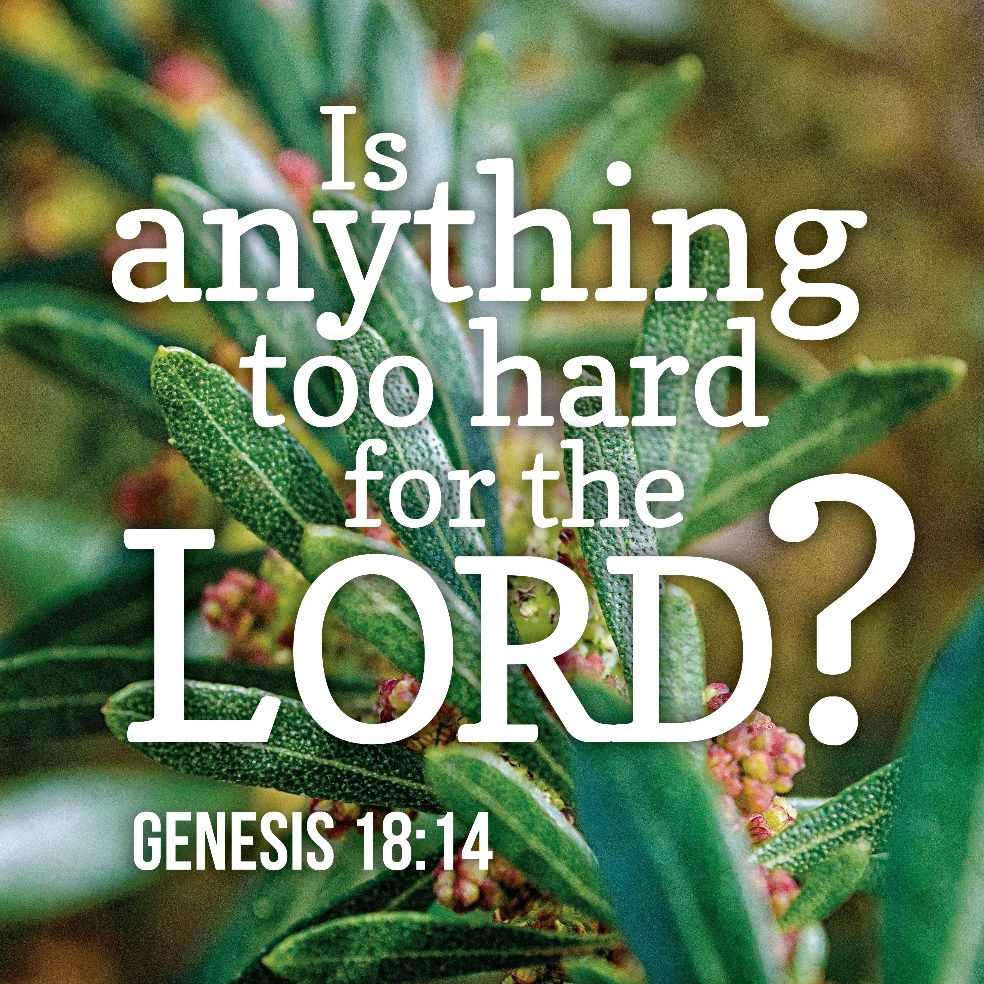 Is
anything
too hard
for the
LORD?
GENESIS 18:14